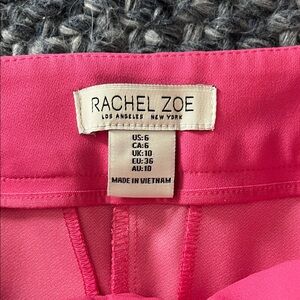 RACHEL ZOE
LOS ANGELES NEW YORK
US:6
CA:6
UK:10
EU:36
AU:10
MADE IN VIETNAM